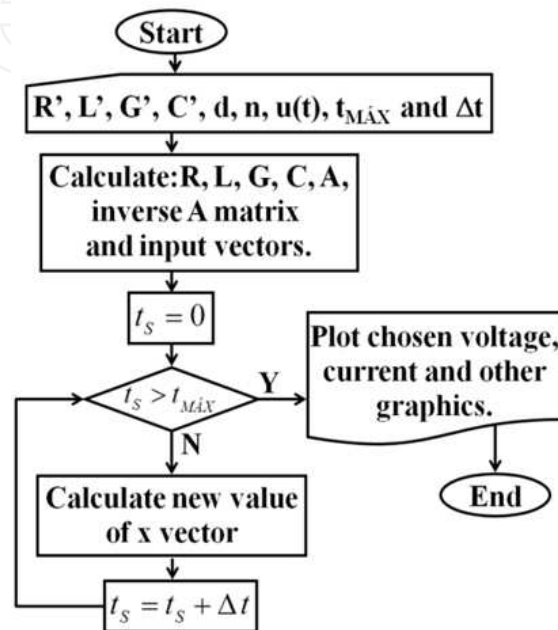 Start
R', L', G', C', d, n, u(t), t_MÁX and Δt
Calculate:R, L, G, C, A,
inverse A matrix
and input vectors.
t_S = 0
t_S > t_MÁX
Y
N
Plot chosen voltage,
current and other
graphics.
End
Calculate new value
of x vector
t_S = t_S + Δt